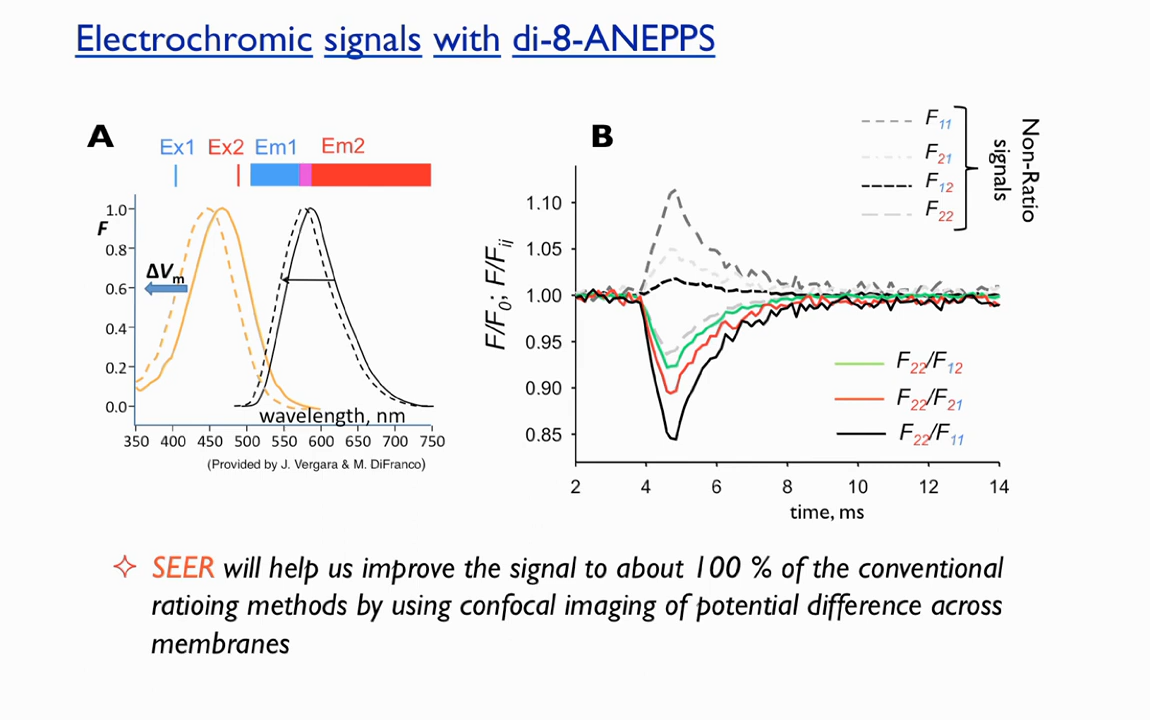 Electrochromic signals with di-8-ANEPPS
A
Ex1 Ex2 Em1 Em2
F
1.0
0.8
0.6
0.4
0.2
0.0
ΔVm
wavelength, nm
350 400 450 500 550 600 650 700 750
(Provided by J. Vergara & M. DiFranco)
B
F11
F21
F12
F22
Non-Ratio
signals
F/F0; F/Fij
1.10
1.05
1.00
0.95
0.90
0.85
F22/F12
F22/F21
F22/F11
2 4 6 8 10 12 14
time, ms
SEER will help us improve the signal to about 100 % of the conventional
ratioing methods by using confocal imaging of potential difference across
membranes